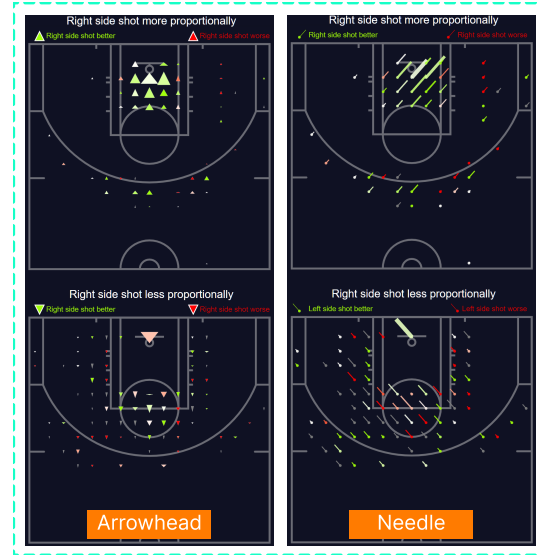 Right side shot more proportionally
Right side shot better
Right side shot worse
Right side shot less proportionally
Right side shot better
Right side shot worse
Arrowhead
Right side shot more proportionally
Right side shot better
Right side shot worse
Right side shot less proportionally
Left side shot better
Left side shot worse
Needle